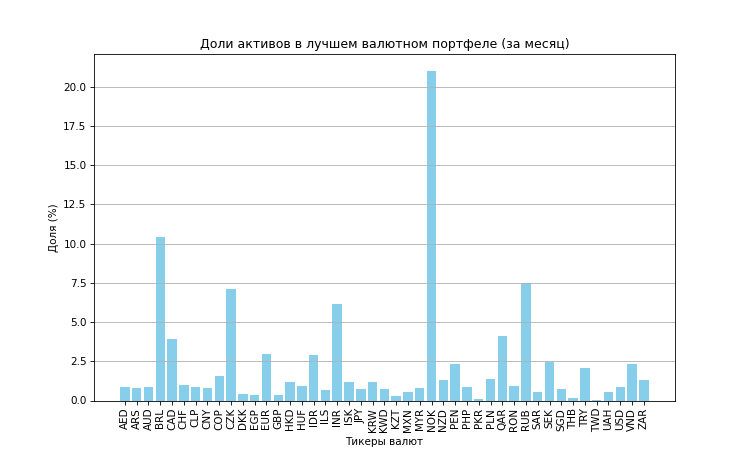 Доли активов в лучшем валютном портфеле (за месяц)
Доля (%)
20.0
17.5
15.0
12.5
10.0
7.5
5.0
2.5
0.0
AED ARS AUD BRL CAD CHF CLP CNY COP CZK DKK EGP EUR GBP HKD HUF IDR ILS INR ISK JPY KRW KWD KZT MXN MYR NOK NZD PEN PHP PKR PLN QAR RON RUB SAR SEK SGD THB TRY TWD UAH USD VND ZAR
Тикеры валют